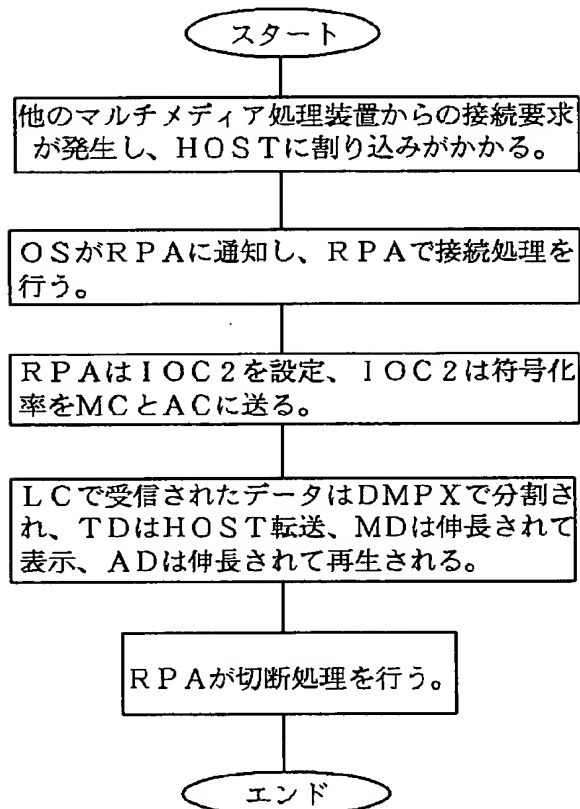 スタート
他のマルチメディア処理装置からの接続要求
が発生し、HOSTに割り込みがかかる。
OSがRPAに通知し、RPAで接続処理を
行う。
RPAはIOC2を設定、IOC2は符号化
率をMCとACに送る。
LCで受信されたデータはDMPXで分割さ
れ、TDはHOST転送、MDは伸長されて
表示、ADは伸長されて再生される。
RPAが切断処理を行う。
エンド